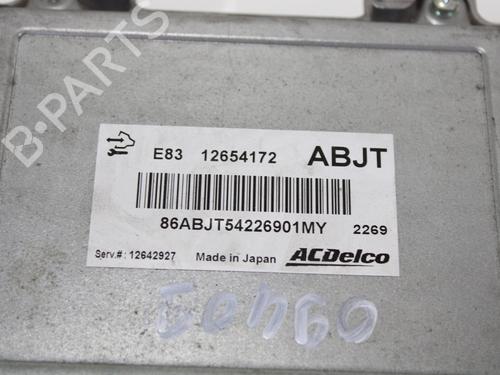 B-PARTS
E83 12654172 ABJT
86ABJT54226901MY 2269
Serv.#: 12642927 Made in Japan ACDelco